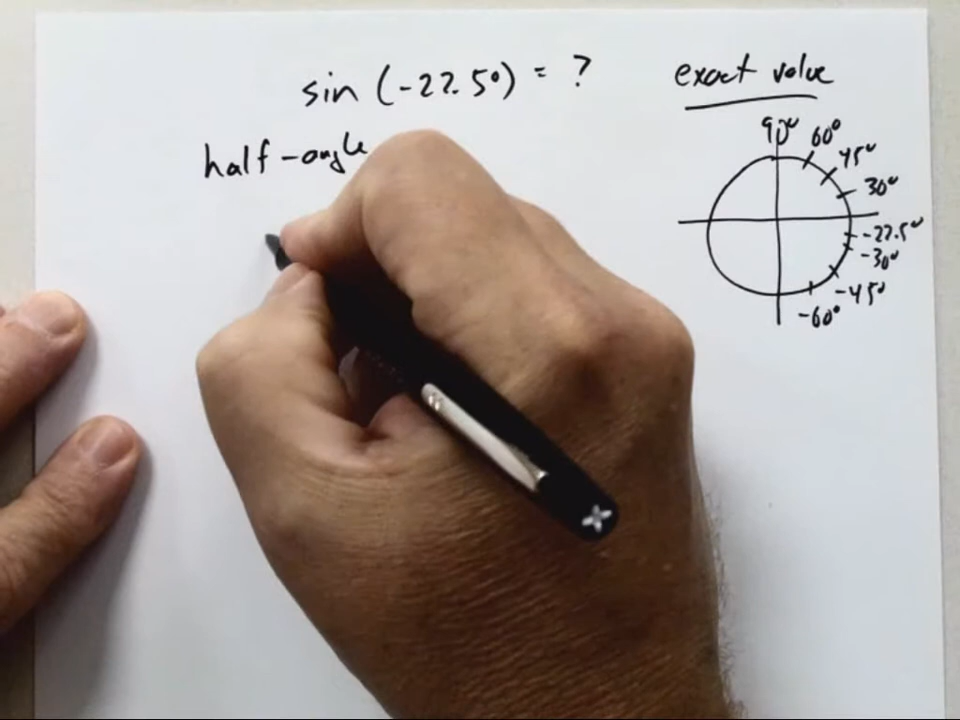 sin (-22.5°) = ?
exact value
half-angle
90°
60°
45°
30°
-22.5°
-30°
-45°
-60°